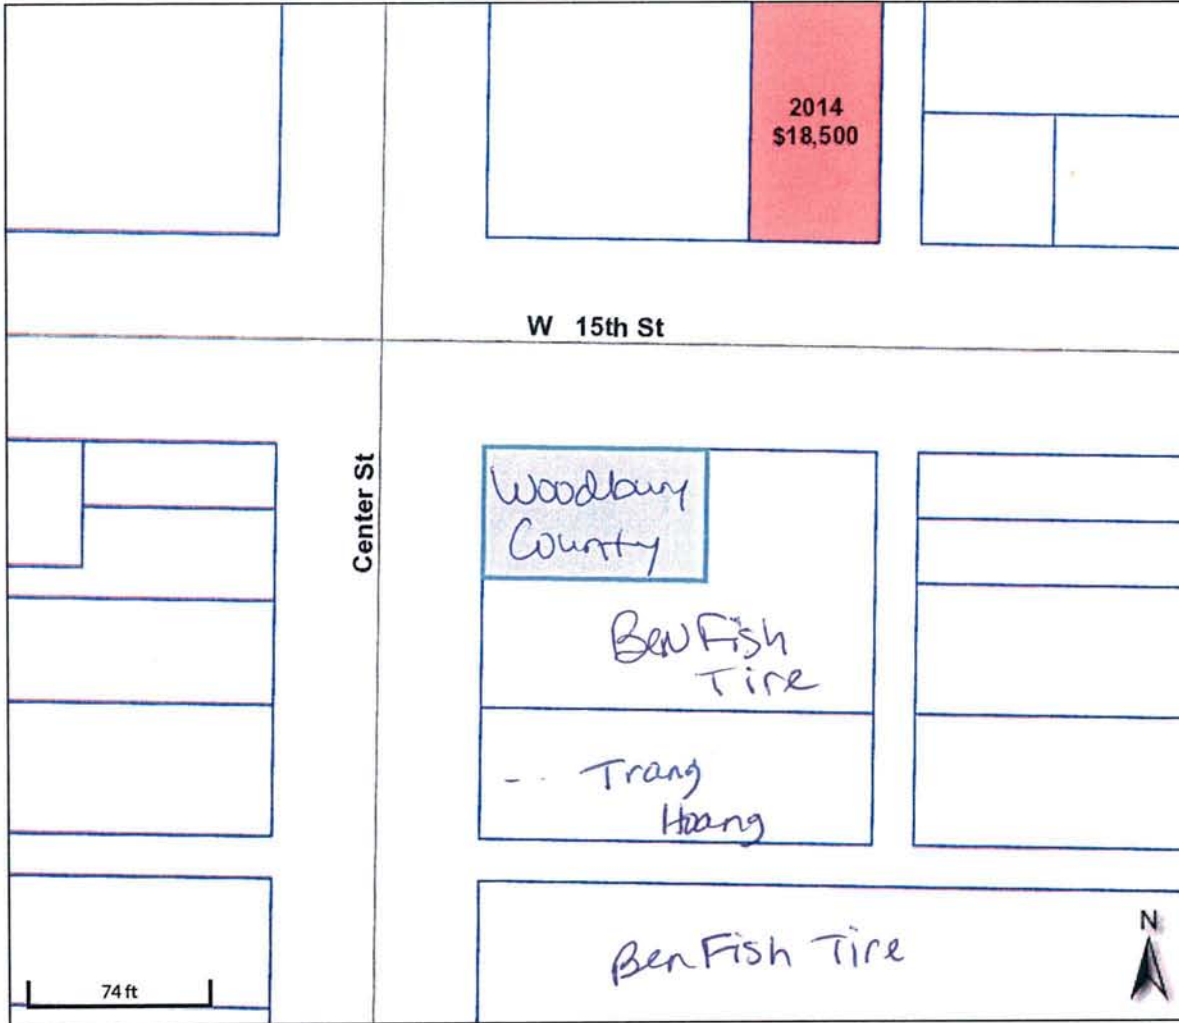 2014
$18,500
W 15th St
Center St
Woodbury
County
Ben Fish
Tire
Trang
Hoang
Ben Fish Tire
N
74 ft